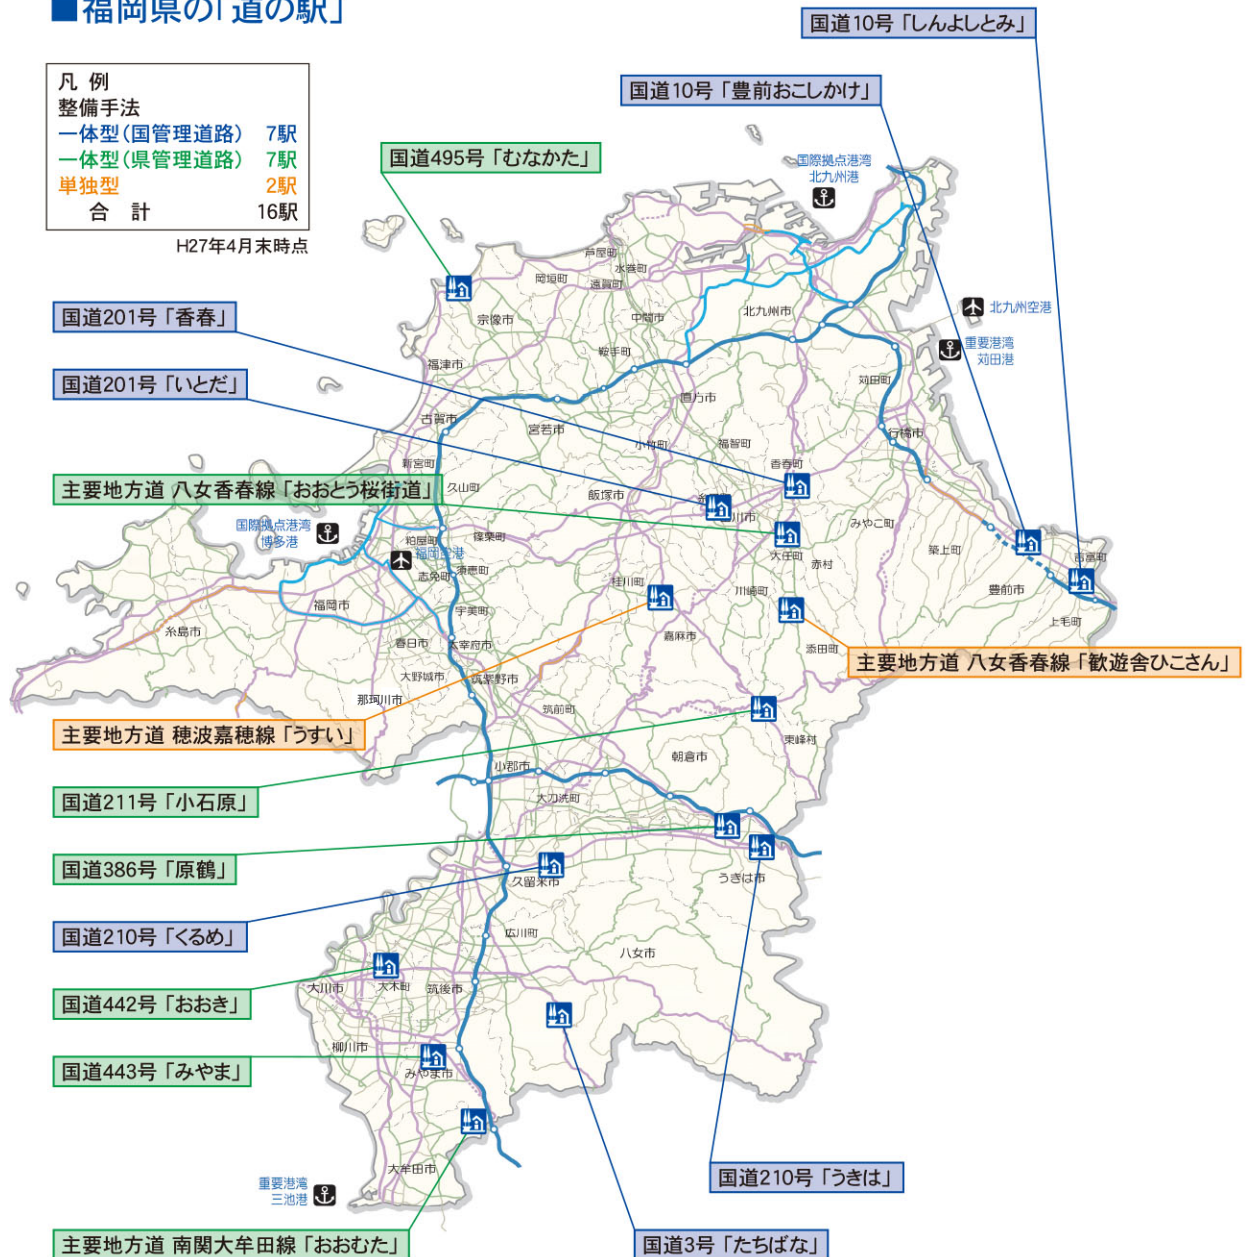 ■福岡県の「道の駅」
国道10号 「しんよしとみ」
凡 例
整備手法
一体型(国管理道路) 7駅
一体型(県管理道路) 7駅
単独型 2駅
合 計 16駅
H27年4月末時点
国道10号 「豊前おこしかけ」
国道495号 「むなかた」
国際拠点港湾
北九州港
芦屋町
水巻町
岡垣町
遠賀町
北九州市
北九州空港
国道201号 「香春」
宗像市
中間市
重要港湾
苅田港
鞍手町
福津市
国道201号 「いとだ」
苅田町
直方市
古賀市
宮若市
行橋市
小竹町
福智町
新宮町
香春町
主要地方道 八女香春線 「おおとう桜街道」
久山町
飯塚市
国際拠点港湾
博多港
みやこ町
粕屋町
篠栗町
福岡空港
大任町
赤村
築上町
吉富町
志免町
須恵町
桂川町
川崎町
豊前市
福岡市
宇美町
上毛町
糸島市
春日市
太宰府市
嘉麻市
添田町
主要地方道 八女香春線 「歓遊舎ひこさん」
大野城市
筑紫野市
那珂川市
筑前町
主要地方道 穂波嘉穂線 「うすい」
東峰村
朝倉市
小郡市
国道211号 「小石原」
大刀洗町
国道386号 「原鶴」
久留米市
うきは市
国道210号 「くるめ」
広川町
八女市
国道442号 「おおき」
大川市
大木町
筑後市
柳川市
国道443号 「みやま」
みやま市
大牟田市
国道210号 「うきは」
重要港湾
三池港
主要地方道 南関大牟田線 「おおむた」
国道3号 「たちばな」